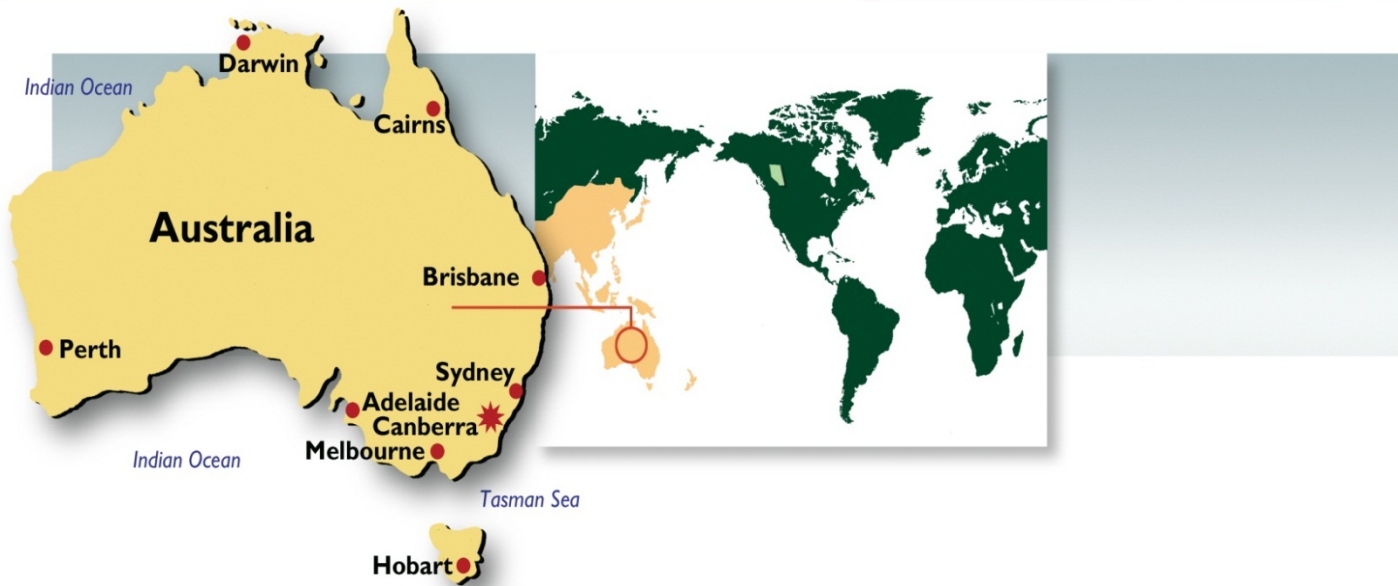 Darwin
Indian Ocean
Cairns
Australia
Brisbane
Perth
Sydney
Adelaide
Canberra
Melbourne
Indian Ocean
Tasman Sea
Hobart